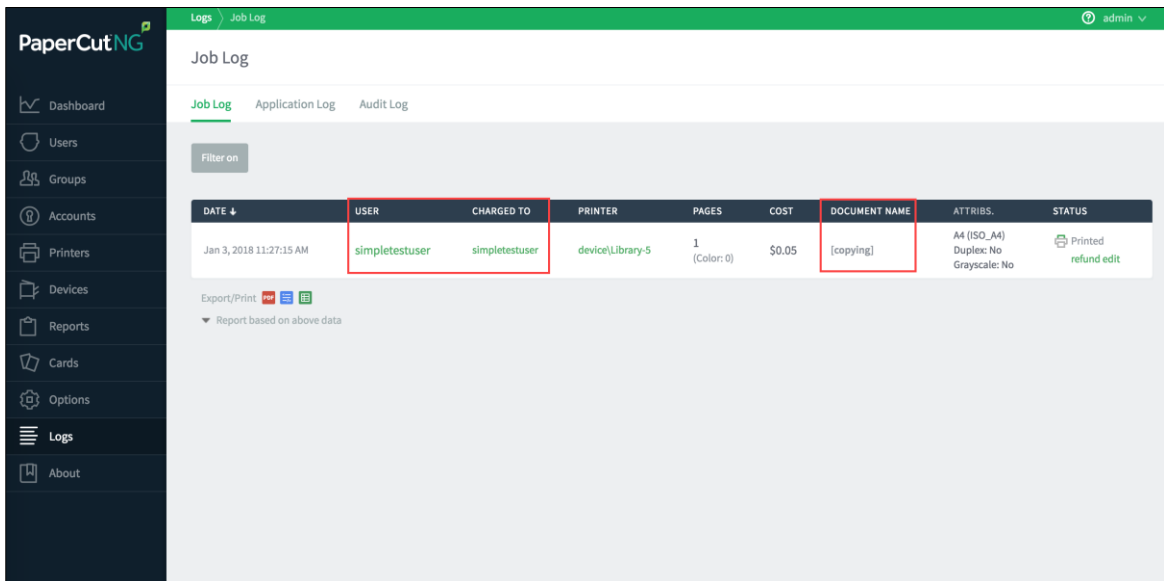 Logs Job Log admin
PaperCut NG
Job Log
Job Log Application Log Audit Log
Dashboard
Users
Groups
Accounts
Printers
Devices
Reports
Cards
Options
Logs
About
Filter on
DATE USER CHARGED TO PRINTER PAGES COST DOCUMENT NAME ATTRIBS. STATUS
Jan 3, 2018 11:27:15 AM simpletestuser simpletestuser device\Library-5 1 (Color: 0) $0.05 [copying] A4 (ISO_A4) Duplex: No Grayscale: No Printed refund edit
Export/Print PDF
Report based on above data